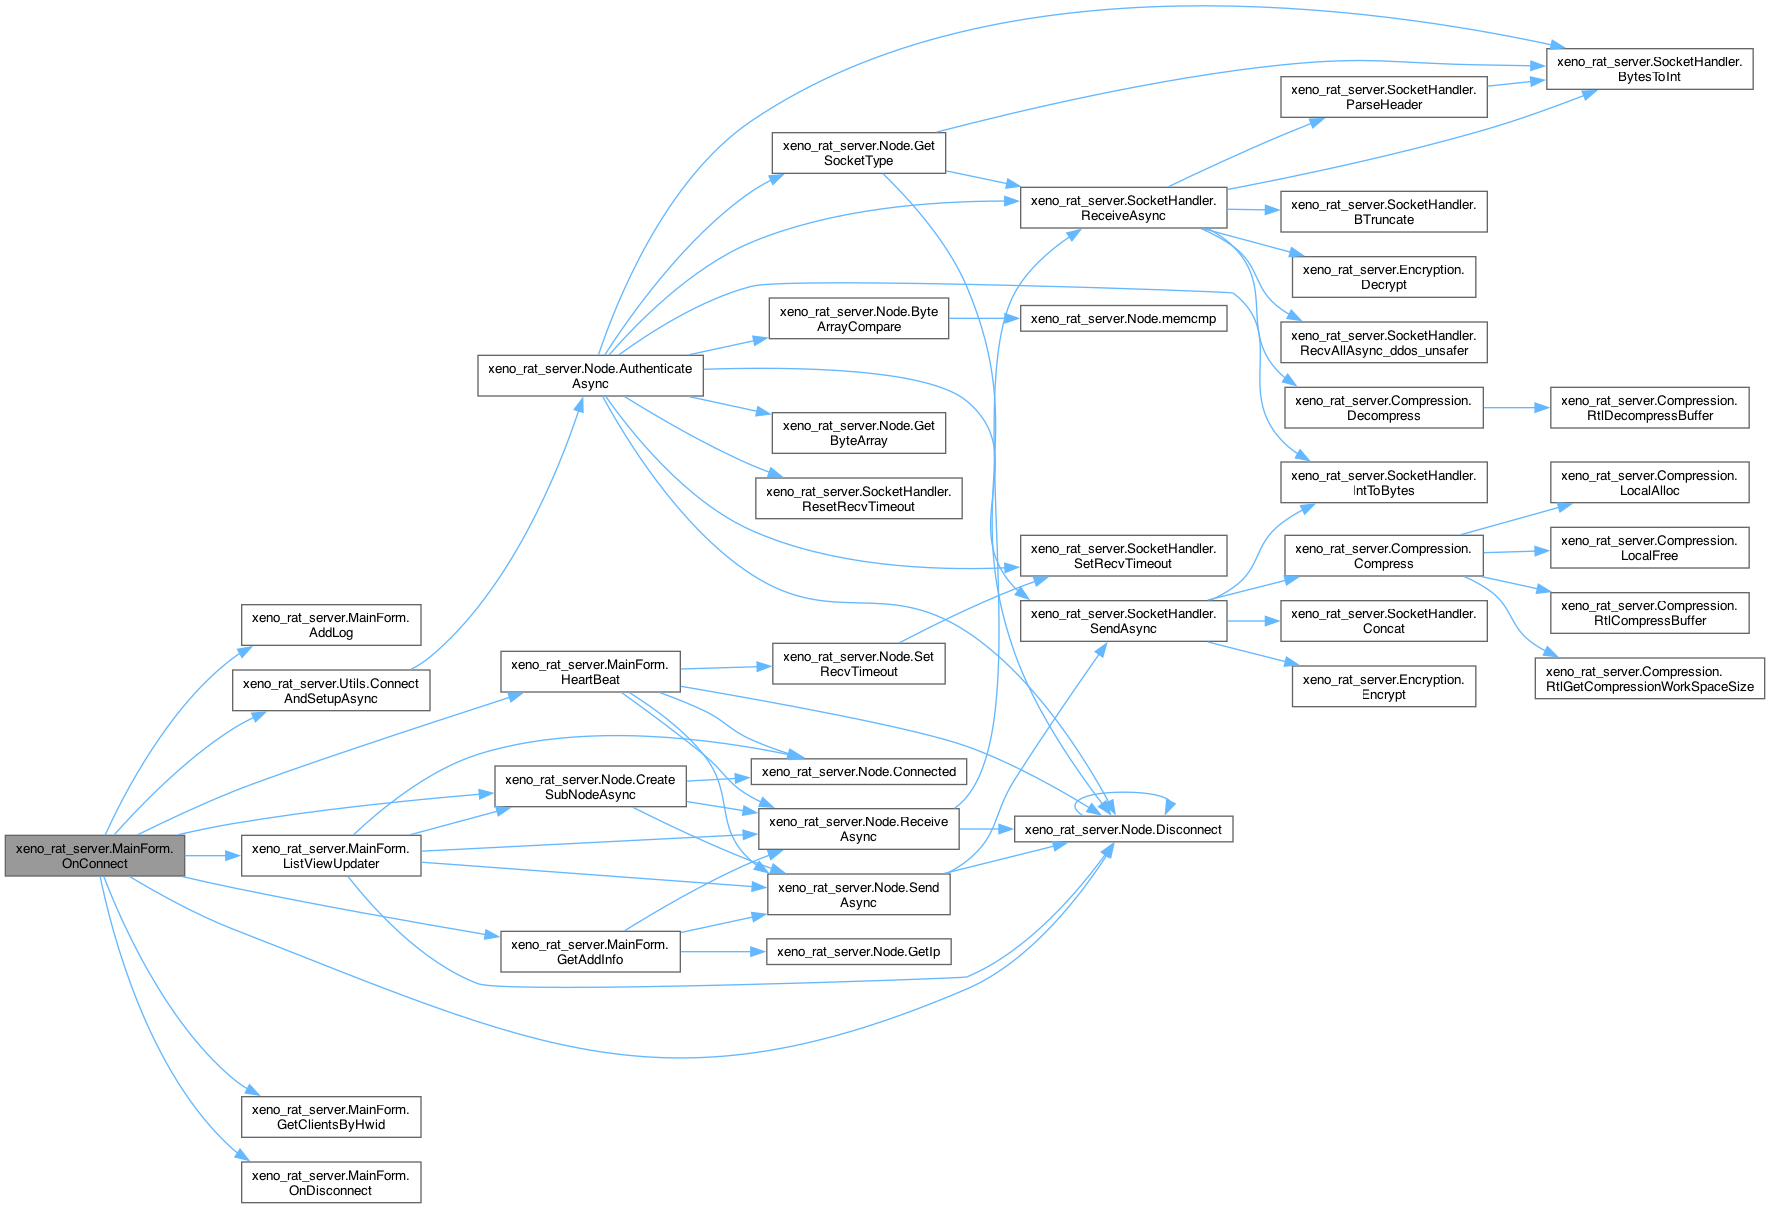 xeno_rat_server.MainForm.
OnConnect
xeno_rat_server.MainForm.
AddLog
xeno_rat_server.Utils.Connect
AndSetupAsync
xeno_rat_server.MainForm.
ListViewUpdater
xeno_rat_server.MainForm.
GetClientsByHwid
xeno_rat_server.MainForm.
OnDisconnect
xeno_rat_server.Node.Authenticate
Async
xeno_rat_server.MainForm.
HeartBeat
xeno_rat_server.Node.Create
SubNodeAsync
xeno_rat_server.MainForm.
GetAddInfo
xeno_rat_server.Node.Get
SocketType
xeno_rat_server.Node.Byte
ArrayCompare
xeno_rat_server.Node.Get
ByteArray
xeno_rat_server.SocketHandler.
ResetRecvTimeout
xeno_rat_server.Node.Set
RecvTimeout
xeno_rat_server.Node.Connected
xeno_rat_server.Node.Receive
Async
xeno_rat_server.Node.Send
Async
xeno_rat_server.Node.GetIp
xeno_rat_server.SocketHandler.
ReceiveAsync
xeno_rat_server.Node.memcmp
xeno_rat_server.SocketHandler.
SetRecvTimeout
xeno_rat_server.SocketHandler.
SendAsync
xeno_rat_server.Node.Disconnect
xeno_rat_server.SocketHandler.
ParseHeader
xeno_rat_server.SocketHandler.
BTruncate
xeno_rat_server.Encryption.
Decrypt
xeno_rat_server.SocketHandler.
RecvAllAsync_ddos_unsafer
xeno_rat_server.Compression.
Decompress
xeno_rat_server.SocketHandler.
IntToBytes
xeno_rat_server.Compression.
Compress
xeno_rat_server.SocketHandler.
Concat
xeno_rat_server.Encryption.
Encrypt
xeno_rat_server.SocketHandler.
BytesToInt
xeno_rat_server.Compression.
RtlDecompressBuffer
xeno_rat_server.Compression.
LocalAlloc
xeno_rat_server.Compression.
LocalFree
xeno_rat_server.Compression.
RtlCompressBuffer
xeno_rat_server.Compression.
RtlGetCompressionWorkSpaceSize